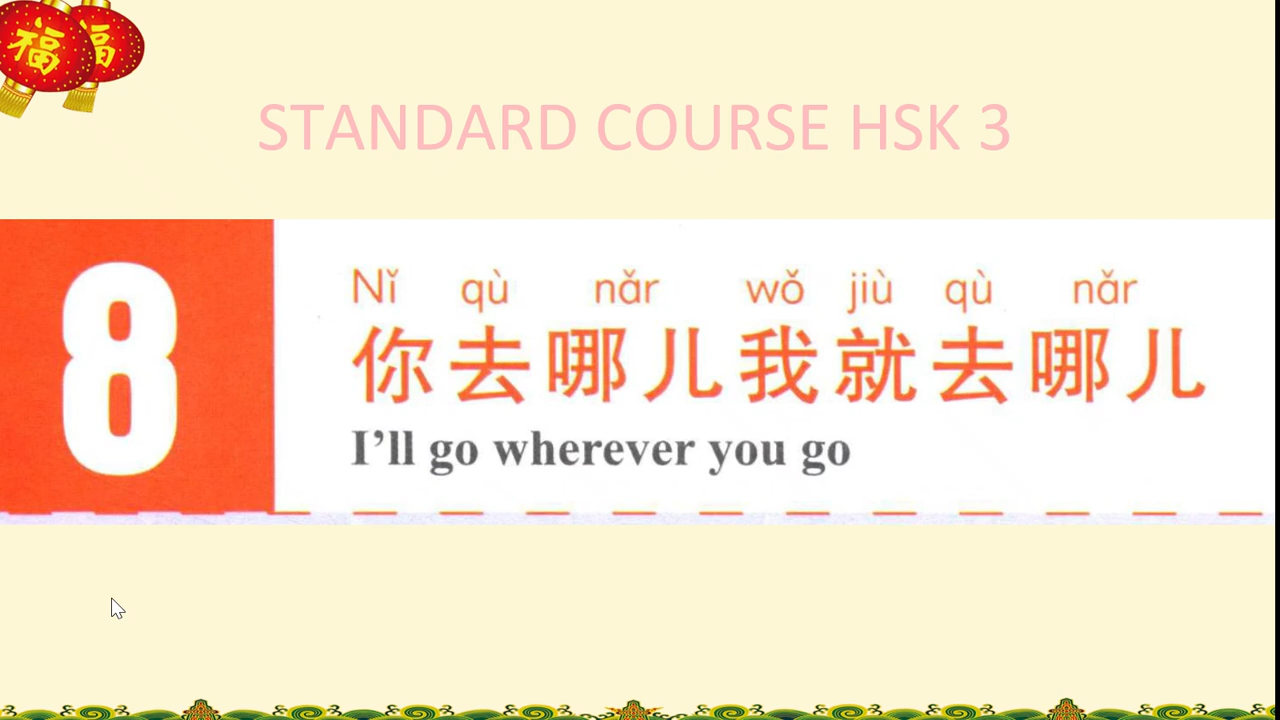 福 福
STANDARD COURSE HSK 3
8
Nǐ qù nǎr wǒ jiù qù nǎr
你去哪儿我就去哪儿
I'll go wherever you go